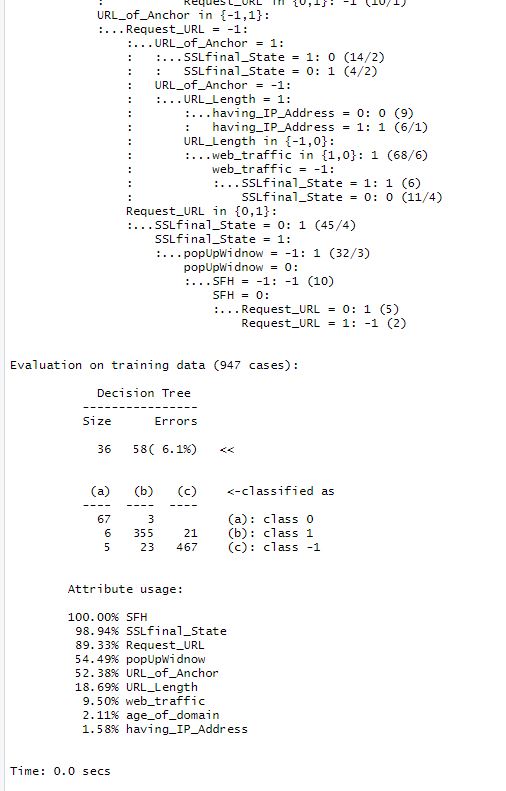 :       Request_URL in {0,1}: -1 (10/1)
URL_of_Anchor in {-1,1}:
:...Request_URL = -1:
:...URL_of_Anchor = 1:
:   :...SSLfinal_State = 1: 0 (14/2)
:   :   SSLfinal_State = 0: 1 (4/2)
:   URL_of_Anchor = -1:
:   :...URL_Length = 1:
:       :...having_IP_Address = 0: 0 (9)
:       :   having_IP_Address = 1: 1 (6/1)
:       URL_Length in {-1,0}:
:       :...web_traffic in {1,0}: 1 (68/6)
:           web_traffic = -1:
:           :...SSLfinal_State = 1: 1 (6)
:               SSLfinal_State = 0: 0 (11/4)
Request_URL in {0,1}:
:...SSLfinal_State = 0: 1 (45/4)
SSLfinal_State = 1:
:...popUpWidnow = -1: 1 (32/3)
popUpWidnow = 0:
:...SFH = -1: -1 (10)
SFH = 0:
:...Request_URL = 0: 1 (5)
Request_URL = 1: -1 (2)
Evaluation on training data (947 cases):
Decision Tree
----------------
Size      Errors
36   58( 6.1%)   <<
(a)   (b)   (c)    <-classified as
----  ----  ----
67     3          (a): class 0
6   355    21    (b): class 1
5    23   467    (c): class -1
Attribute usage:
100.00% SFH
98.94% SSLfinal_State
89.33% Request_URL
54.49% popUpWidnow
52.38% URL_of_Anchor
18.69% URL_Length
9.50% web_traffic
2.11% age_of_domain
1.58% having_IP_Address
Time: 0.0 secs